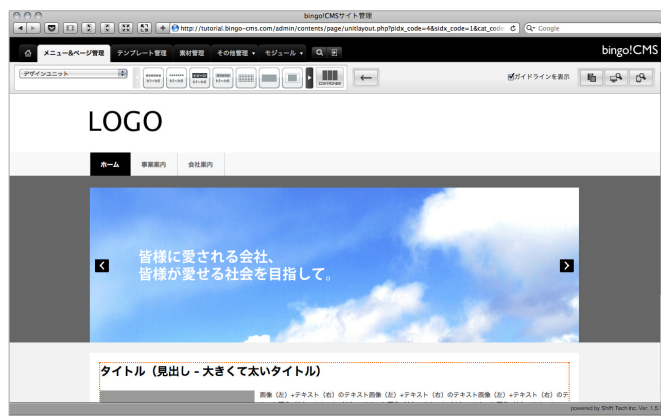 bingo!CMSサイト管理
http://tutorial.bingo-cms.com/admin/contents/page/unitlayout.php?pidx_code=4&sidx_code=1&cat_code
Google
メニュー&ページ管理 テンプレート管理 素材管理 その他管理 ▼ モジュール ▼
bingo!CMS
デザインユニット
CONTAINER
ガイドラインを表示
LOGO
ホーム 事業案内 会社案内
皆様に愛される会社、
皆様が愛せる社会を目指して。
タイトル（見出し - 大きくて太いタイトル）
画像（左）+テキスト（右）のテキスト画像（左）+テキスト（右）のテキスト画像（左）+テキスト（右）のテ
powered by Shift Tech Inc. Ver. 1.5